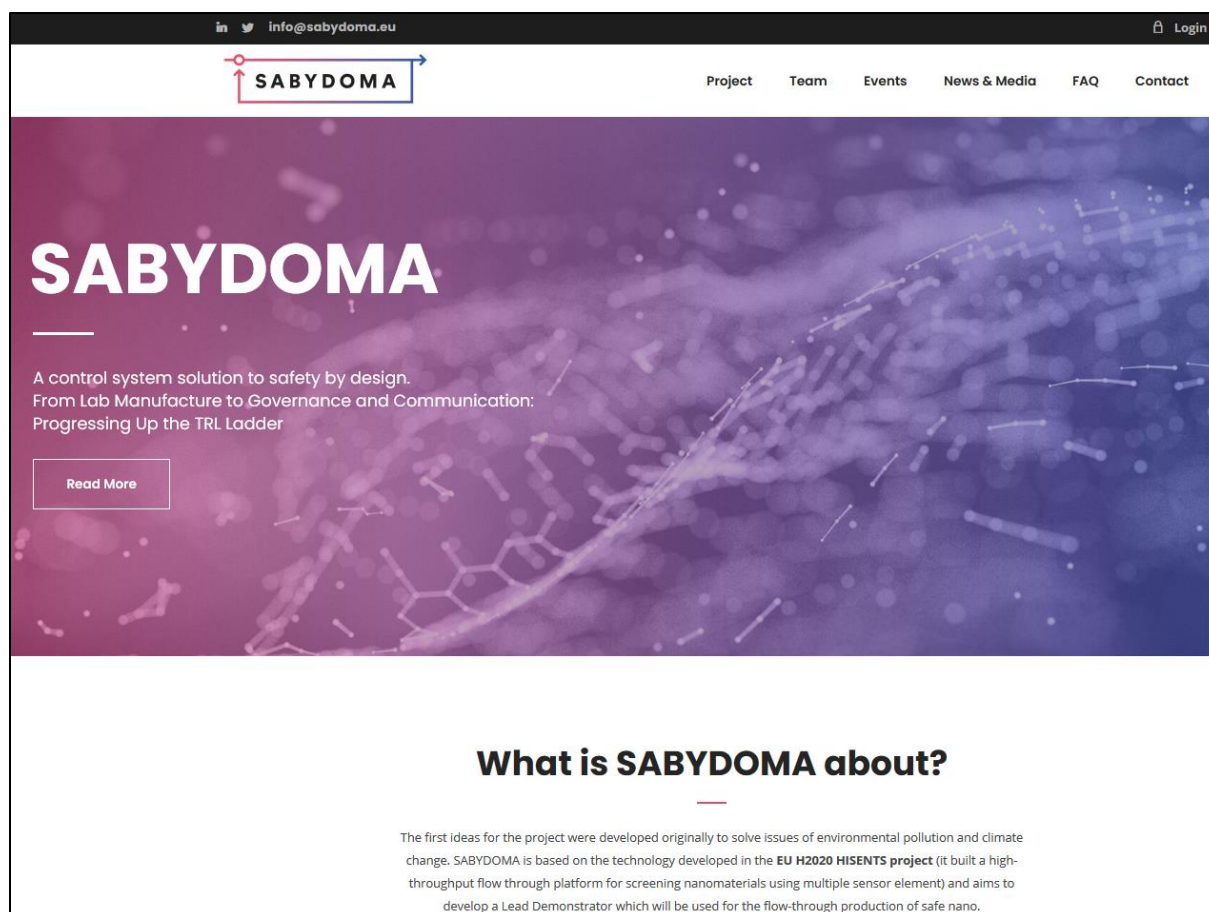 info@sabydoma.eu
Login
SABYDOMA
Project Team Events News & Media FAQ Contact
SABYDOMA
A control system solution to safety by design.
From Lab Manufacture to Governance and Communication:
Progressing Up the TRL Ladder
Read More
What is SABYDOMA about?
The first ideas for the project were developed originally to solve issues of environmental pollution and climate
change. SABYDOMA is based on the technology developed in the EU H2020 HISENTS project (it built a high-
throughput flow through platform for screening nanomaterials using multiple sensor element) and aims to
develop a Lead Demonstrator which will be used for the flow-through production of safe nano.